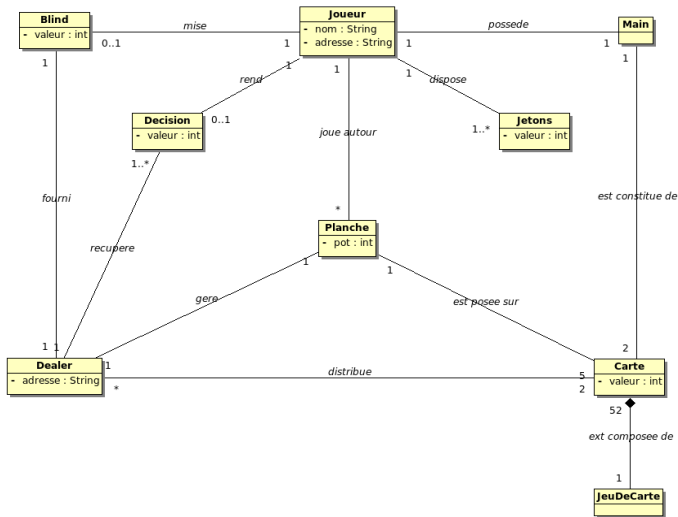 Blind
- valeur : int
mise
0..1
1
Joueur
- nom : String
- adresse : String
possede
1
1
Main
1
1
rend
1
1
dispose
1
Decision
- valeur : int
0..1
1..*
Jetons
- valeur : int
1..*
joue autour
*
fourni
recupere
est constitue de
Planche
- pot : int
1
1
gere
est posee sur
1
1
2
Dealer
- adresse : String
1
*
distribue
5
2
Carte
- valeur : int
52
ext composee de
1
JeuDeCarte